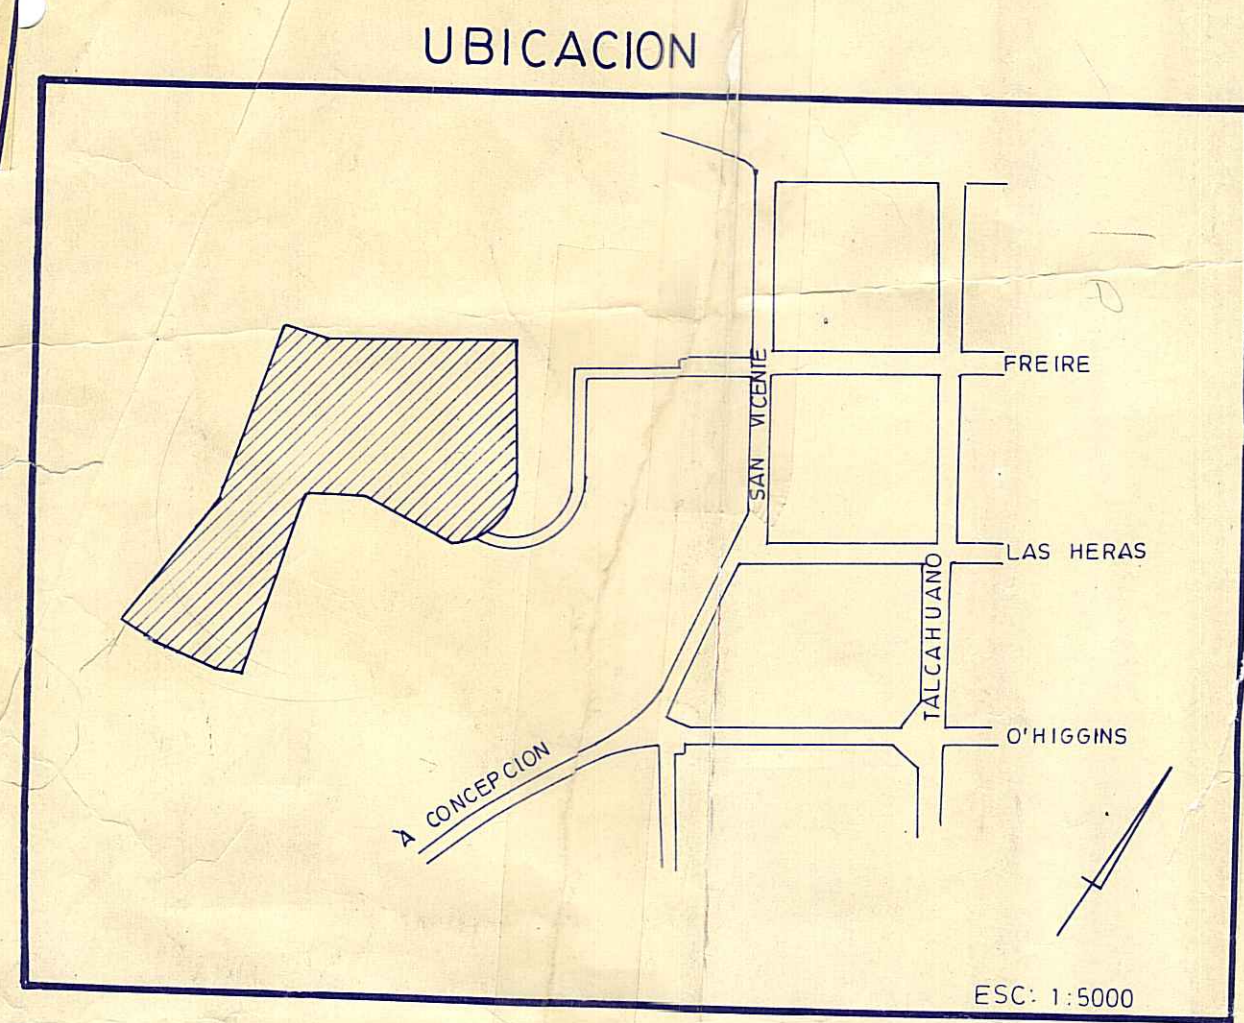 UBICACION
FREIRE
SAN VICENTE
LAS HERAS
TALCAHUANO
O'HIGGINS
A CONCEPCION
ESC: 1:5000